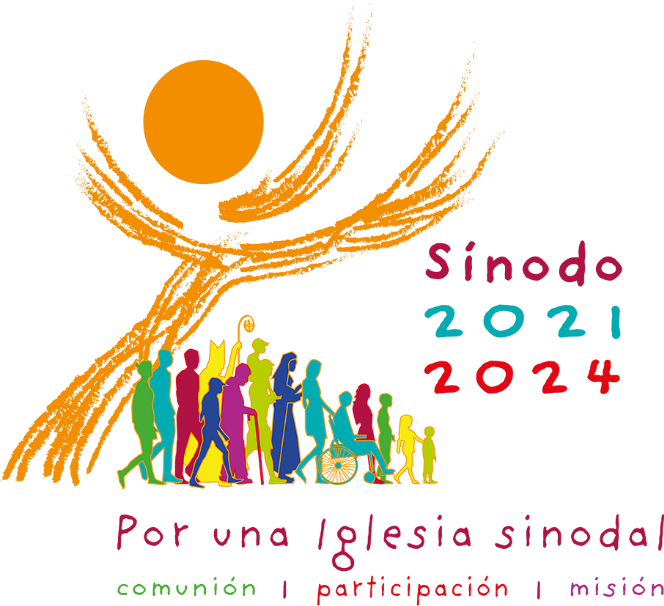 Sínodo
2021
2024
Por una Iglesia sinodal
comunión | participación | misión